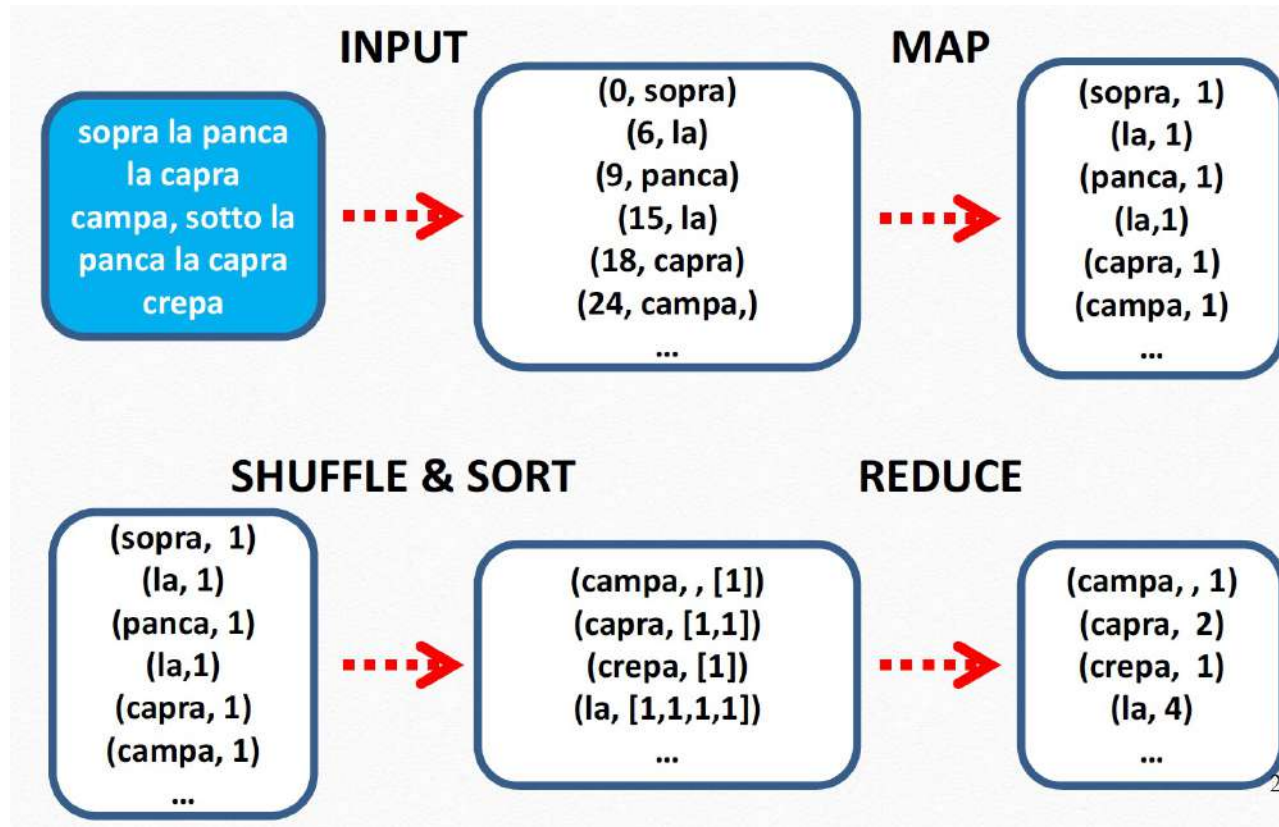 INPUT
MAP
sopra la panca
la capra
campa, sotto la
panca la capra
crepa
(0, sopra)
(6, la)
(9, panca)
(15, la)
(18, capra)
(24, campa,)
...
(sopra, 1)
(la, 1)
(panca, 1)
(la,1)
(capra, 1)
(campa, 1)
...
SHUFFLE & SORT
REDUCE
(sopra, 1)
(la, 1)
(panca, 1)
(la,1)
(capra, 1)
(campa, 1)
...
(campa, , [1])
(capra, [1,1])
(crepa, [1])
(la, [1,1,1,1])
...
(campa, , 1)
(capra, 2)
(crepa, 1)
(la, 4)
...
2